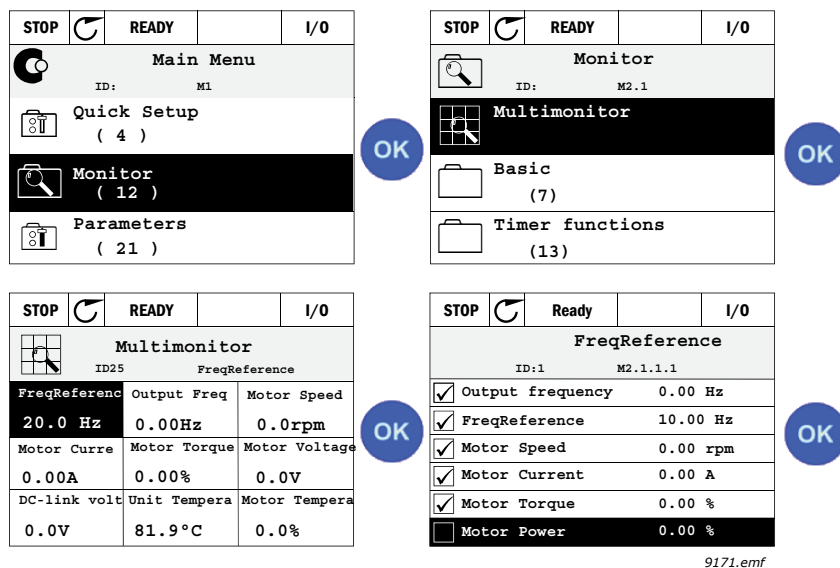 STOP READY I/O
Main Menu
ID: M1
Quick Setup
( 4 )
Monitor
( 12 )
Parameters
( 21 )
OK
STOP READY I/O
Monitor
ID: M2.1
Multimonitor
Basic
(7)
Timer functions
(13)
OK
STOP READY I/O
Multimonitor
ID25 FreqReference
FreqReferenc Output Freq Motor Speed
20.0 Hz 0.00Hz 0.0rpm
Motor Curre Motor Torque Motor Voltage
0.00A 0.00% 0.0V
DC-link volt Unit Tempera Motor Tempera
0.0V 81.9°C 0.0%
OK
STOP Ready I/O
FreqReference
ID:1 M2.1.1.1
Output frequency 0.00 Hz
FreqReference 10.00 Hz
Motor Speed 0.00 rpm
Motor Current 0.00 A
Motor Torque 0.00 %
Motor Power 0.00 %
OK
9171.emf